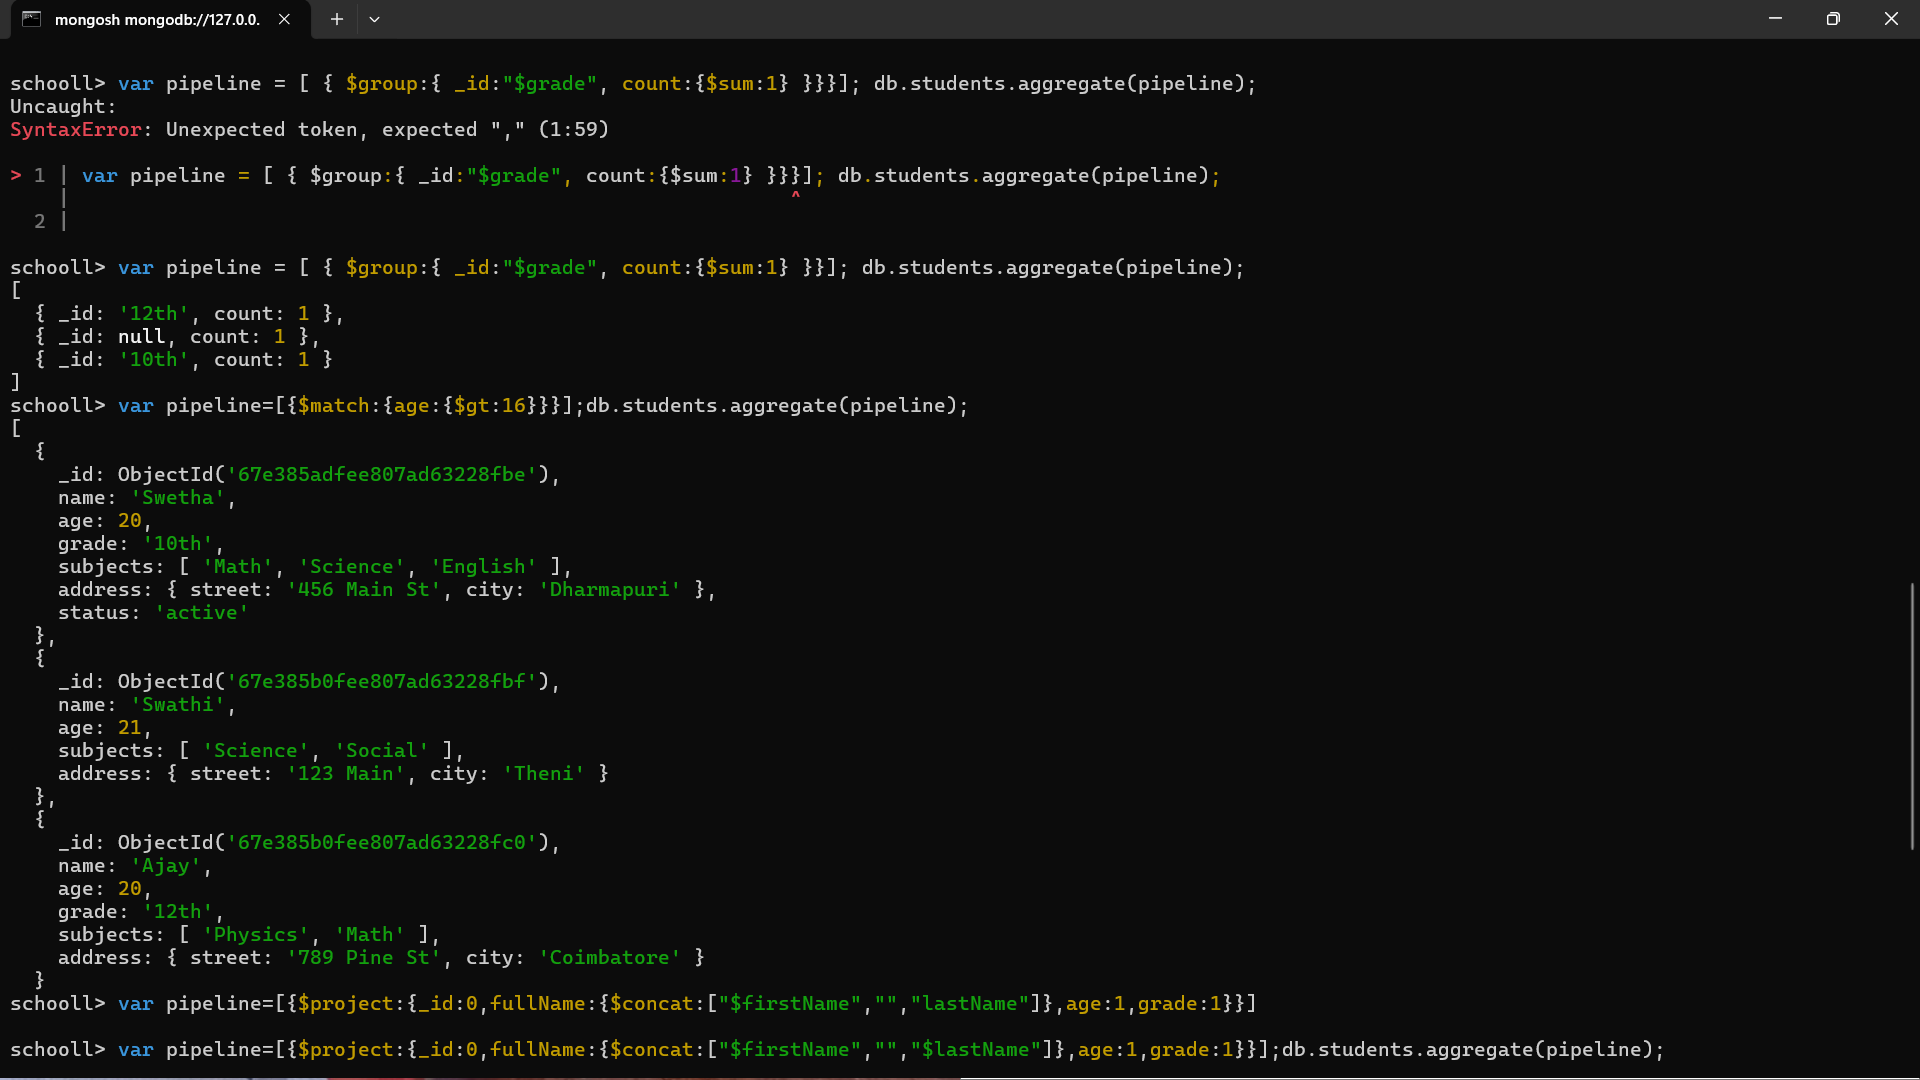 mongosh mongodb://127.0.0.
schooll> var pipeline = [ { $group:{ _id:"$grade", count:{$sum:1} }}}]; db.students.aggregate(pipeline);
Uncaught:
SyntaxError: Unexpected token, expected "," (1:59)
> 1 | var pipeline = [ { $group:{ _id:"$grade", count:{$sum:1} }}}]; db.students.aggregate(pipeline);
    | ^
  2 |
schooll> var pipeline = [ { $group:{ _id:"$grade", count:{$sum:1} }}]; db.students.aggregate(pipeline);
[
  { _id: '12th', count: 1 },
  { _id: null, count: 1 },
  { _id: '10th', count: 1 }
]
schooll> var pipeline=[{$match:{age:{$gt:16}}}];db.students.aggregate(pipeline);
[
  {
    _id: ObjectId('67e385adfee807ad63228fbe'),
    name: 'Swetha',
    age: 20,
    grade: '10th',
    subjects: [ 'Math', 'Science', 'English' ],
    address: { street: '456 Main St', city: 'Dharmapuri' },
    status: 'active'
  },
  {
    _id: ObjectId('67e385b0fee807ad63228fbf'),
    name: 'Swathi',
    age: 21,
    subjects: [ 'Science', 'Social' ],
    address: { street: '123 Main', city: 'Theni' }
  },
  {
    _id: ObjectId('67e385b0fee807ad63228fc0'),
    name: 'Ajay',
    age: 20,
    grade: '12th',
    subjects: [ 'Physics', 'Math' ],
    address: { street: '789 Pine St', city: 'Coimbatore' }
  }
schooll> var pipeline=[{$project:{_id:0,fullName:{$concat:["$firstName","","lastName"]},age:1,grade:1}}]
schooll> var pipeline=[{$project:{_id:0,fullName:{$concat:["$firstName","","$lastName"]},age:1,grade:1}}];db.students.aggregate(pipeline);